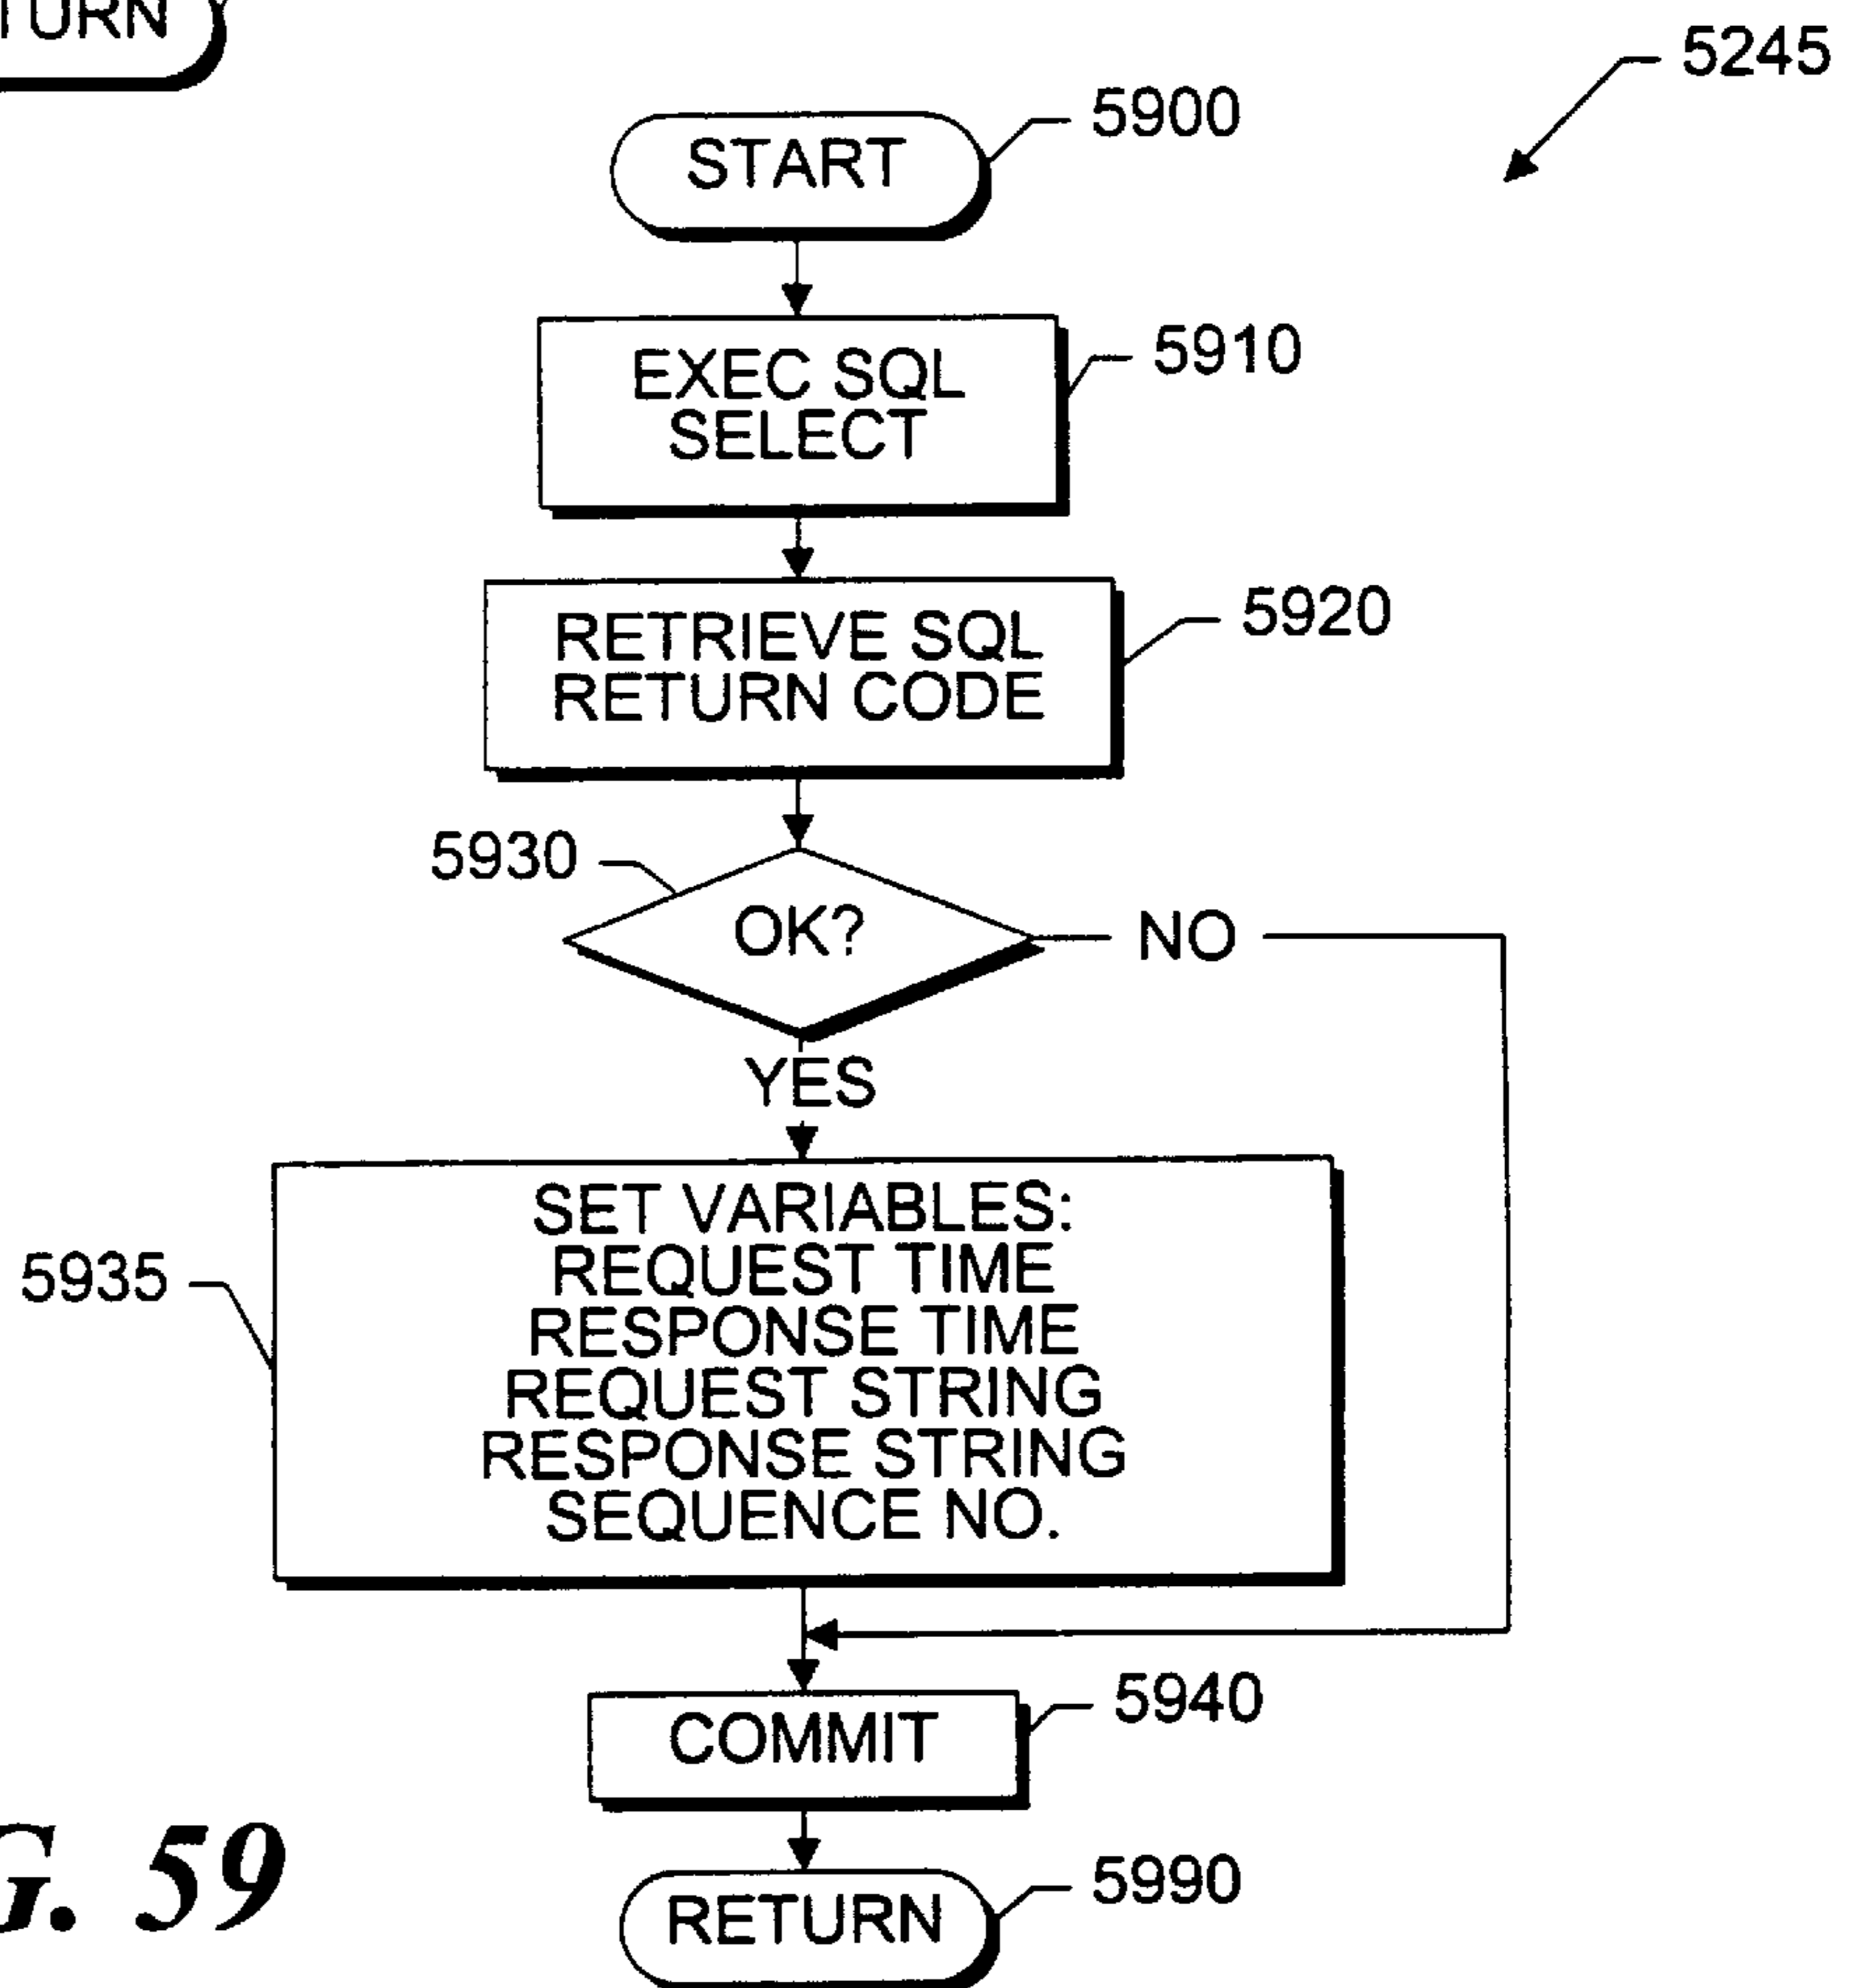 5245
5900
START
5910
EXEC SQL
SELECT
5920
RETRIEVE SQL
RETURN CODE
5930
OK?
NO
YES
5935
SET VARIABLES:
REQUEST TIME
RESPONSE TIME
REQUEST STRING
RESPONSE STRING
SEQUENCE NO.
5940
COMMIT
59
5990
RETURN